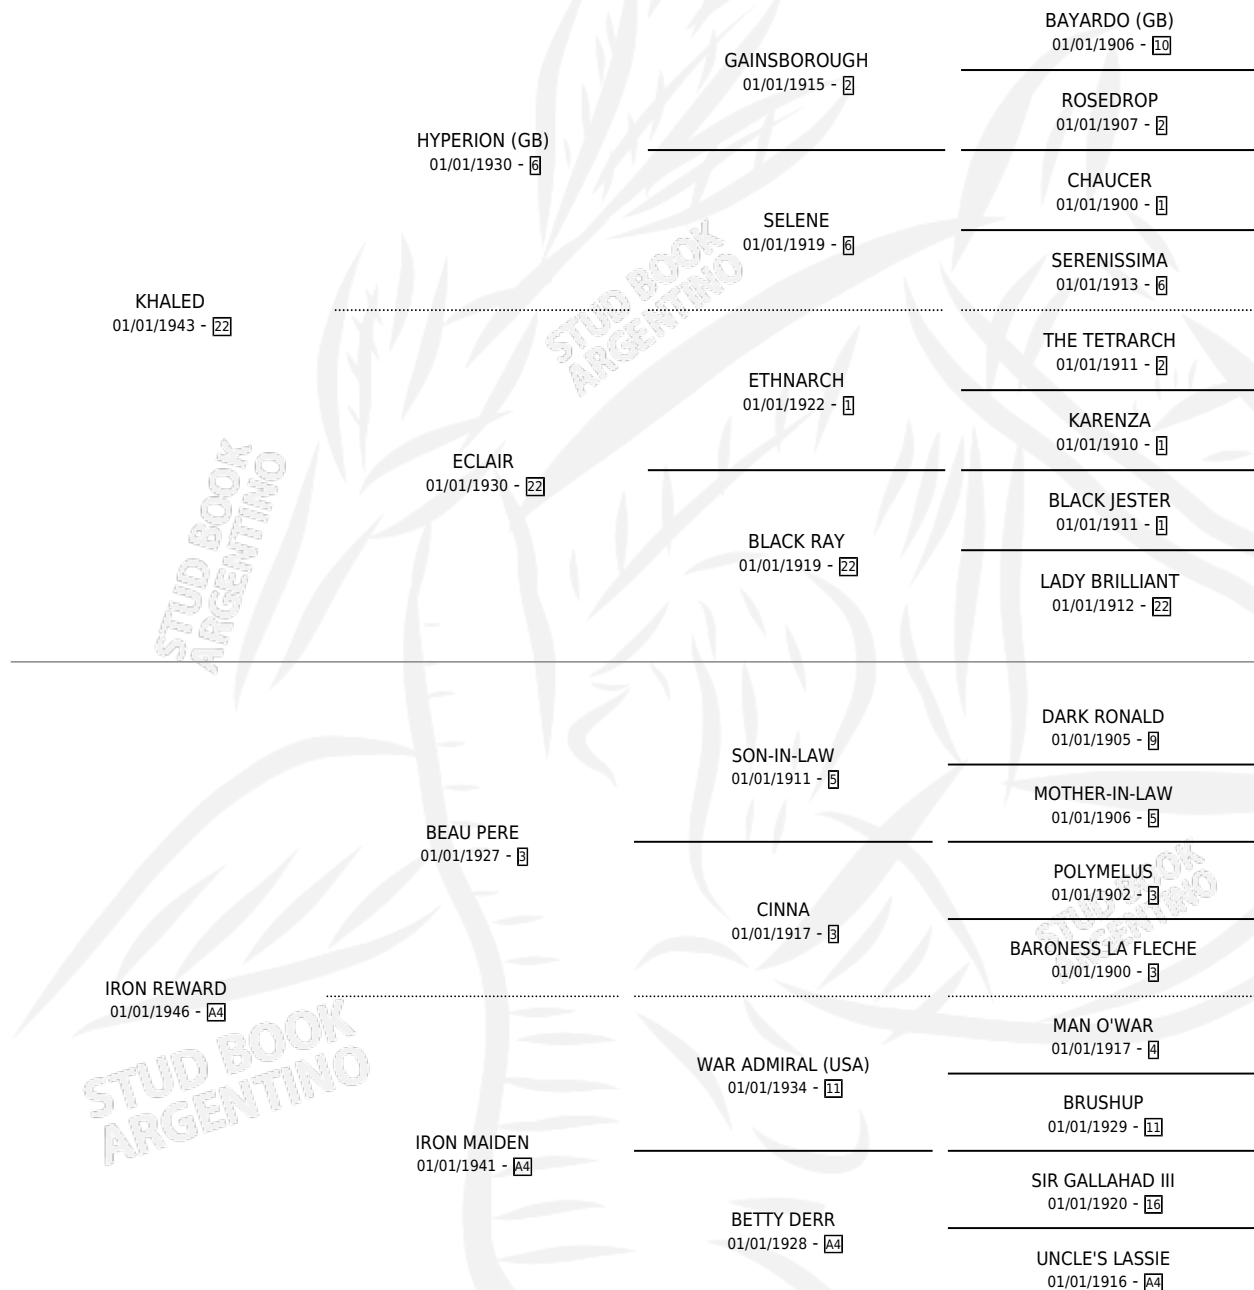 BAYARDO (GB)
01/01/1906 - 10
GAINSBOROUGH
01/01/1915 - 2
ROSEDROP
01/01/1907 - 2
HYPERION (GB)
01/01/1930 - 6
CHAUCER
01/01/1900 - 1
SELENE
01/01/1919 - 6
SERENISSIMA
01/01/1913 - 6
KHALED
01/01/1943 - 22
THE TETRARCH
01/01/1911 - 2
ETHNARCH
01/01/1922 - 1
KARENZA
01/01/1910 - 1
ECLAIR
01/01/1930 - 22
BLACK JESTER
01/01/1911 - 1
BLACK RAY
01/01/1919 - 22
LADY BRILLIANT
01/01/1912 - 22
DARK RONALD
01/01/1905 - 9
SON-IN-LAW
01/01/1911 - 5
MOTHER-IN-LAW
01/01/1906 - 5
BEAU PERE
01/01/1927 - 3
POLYMELUS
01/01/1902 - 3
CINNA
01/01/1917 - 3
BARONESS LA FLECHE
01/01/1900 - 3
IRON REWARD
01/01/1946 - A4
MAN O'WAR
01/01/1917 - 4
WAR ADMIRAL (USA)
01/01/1934 - 11
BRUSHUP
01/01/1929 - 11
IRON MAIDEN
01/01/1941 - A4
SIR GALLAHAD III
01/01/1920 - 16
BETTY DERR
01/01/1928 - A4
UNCLE'S LASSIE
01/01/1916 - A4
STUD BOOK
ARGENTINO
STUD BOOK
ARGENTINO
STUD BOOK
ARGENTINO
STUD BOOK
ARGENTINO